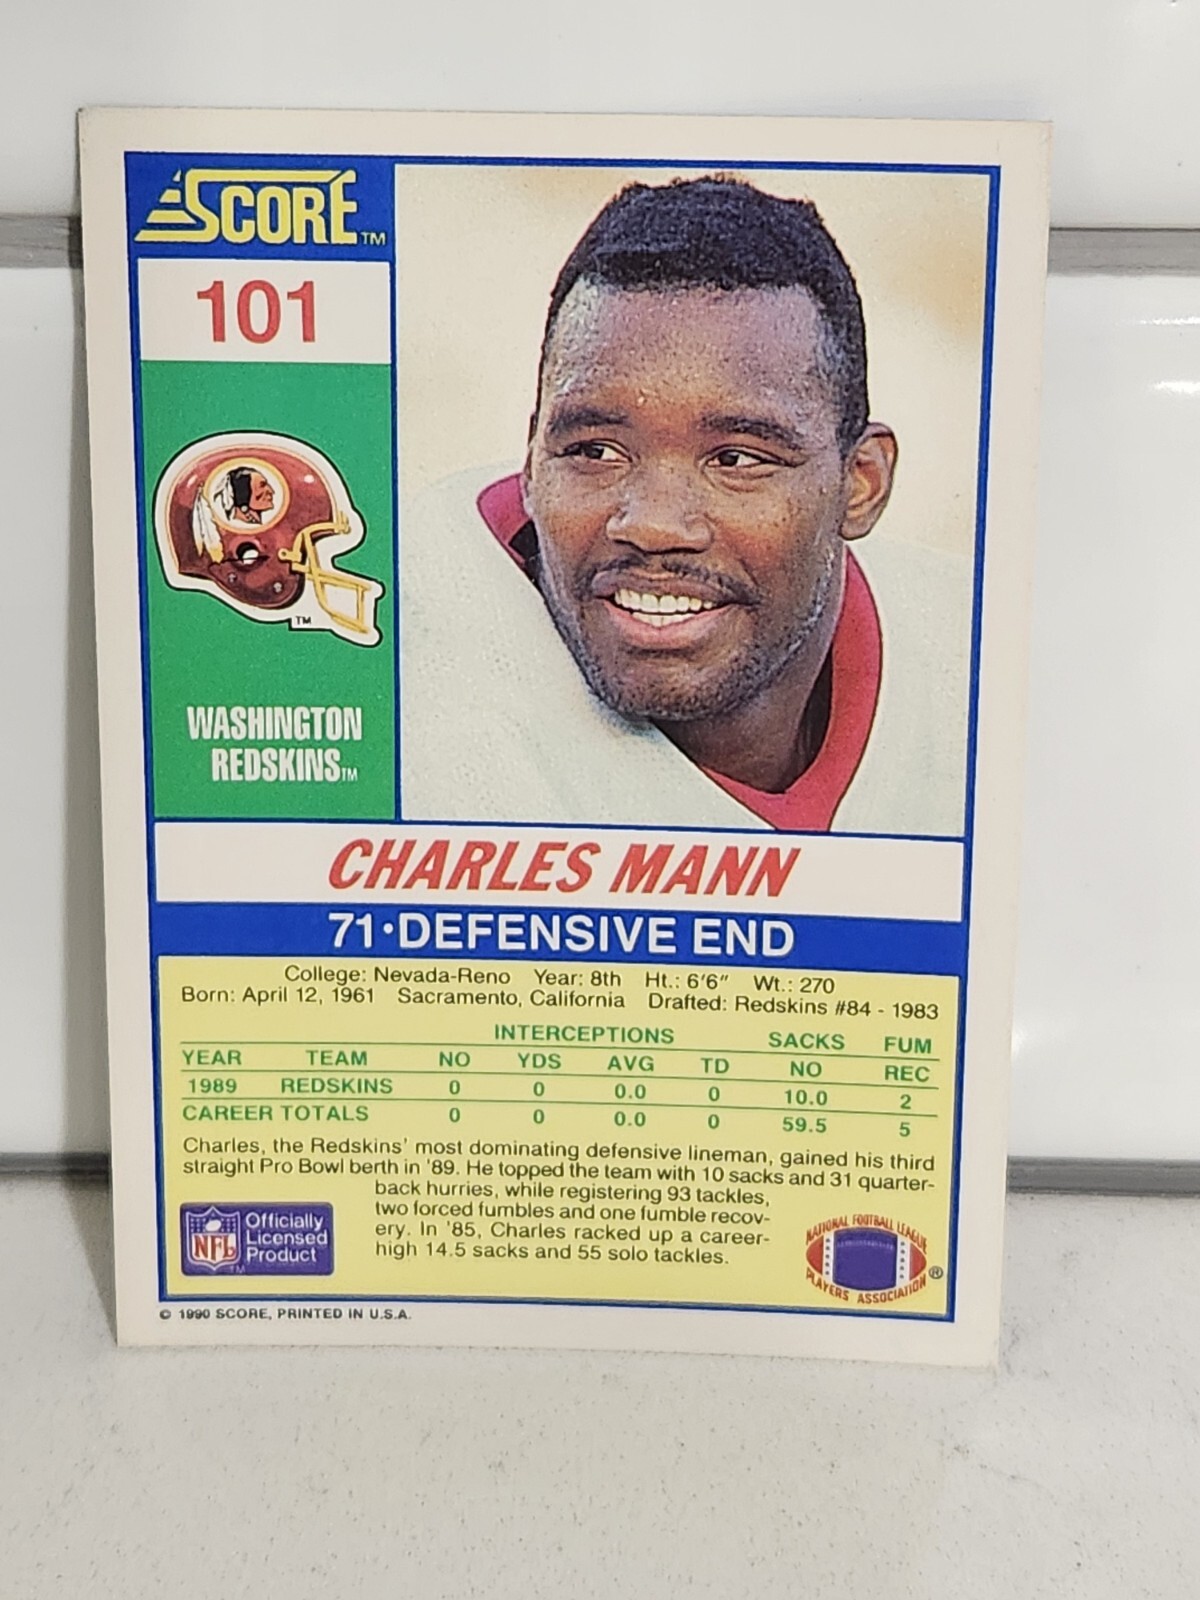 SCORE TM
101
TM
WASHINGTON
REDSKINS TM
CHARLES MANN
71•DEFENSIVE END
College: Nevada-Reno Year: 8th Ht.: 6'6" Wt.: 270
Born: April 12, 1961 Sacramento, California Drafted: Redskins #84 - 1983
INTERCEPTIONS SACKS FUM
YEAR TEAM NO YDS AVG TD NO REC
1989 REDSKINS 0 0 0.0 0 10.0 2
CAREER TOTALS 0 0 0.0 0 59.5 5
Charles, the Redskins' most dominating defensive lineman, gained his third
straight Pro Bowl berth in '89. He topped the team with 10 sacks and 31 quarter-
back hurries, while registering 93 tackles,
two forced fumbles and one fumble recov-
ery. In '85, Charles racked up a career-
high 14.5 sacks and 55 solo tackles.
NFL TM
Officially
Licensed
Product
NATIONAL FOOTBALL LEAGUE
PLAYERS ASSOCIATION ®
© 1990 SCORE, PRINTED IN U.S.A.